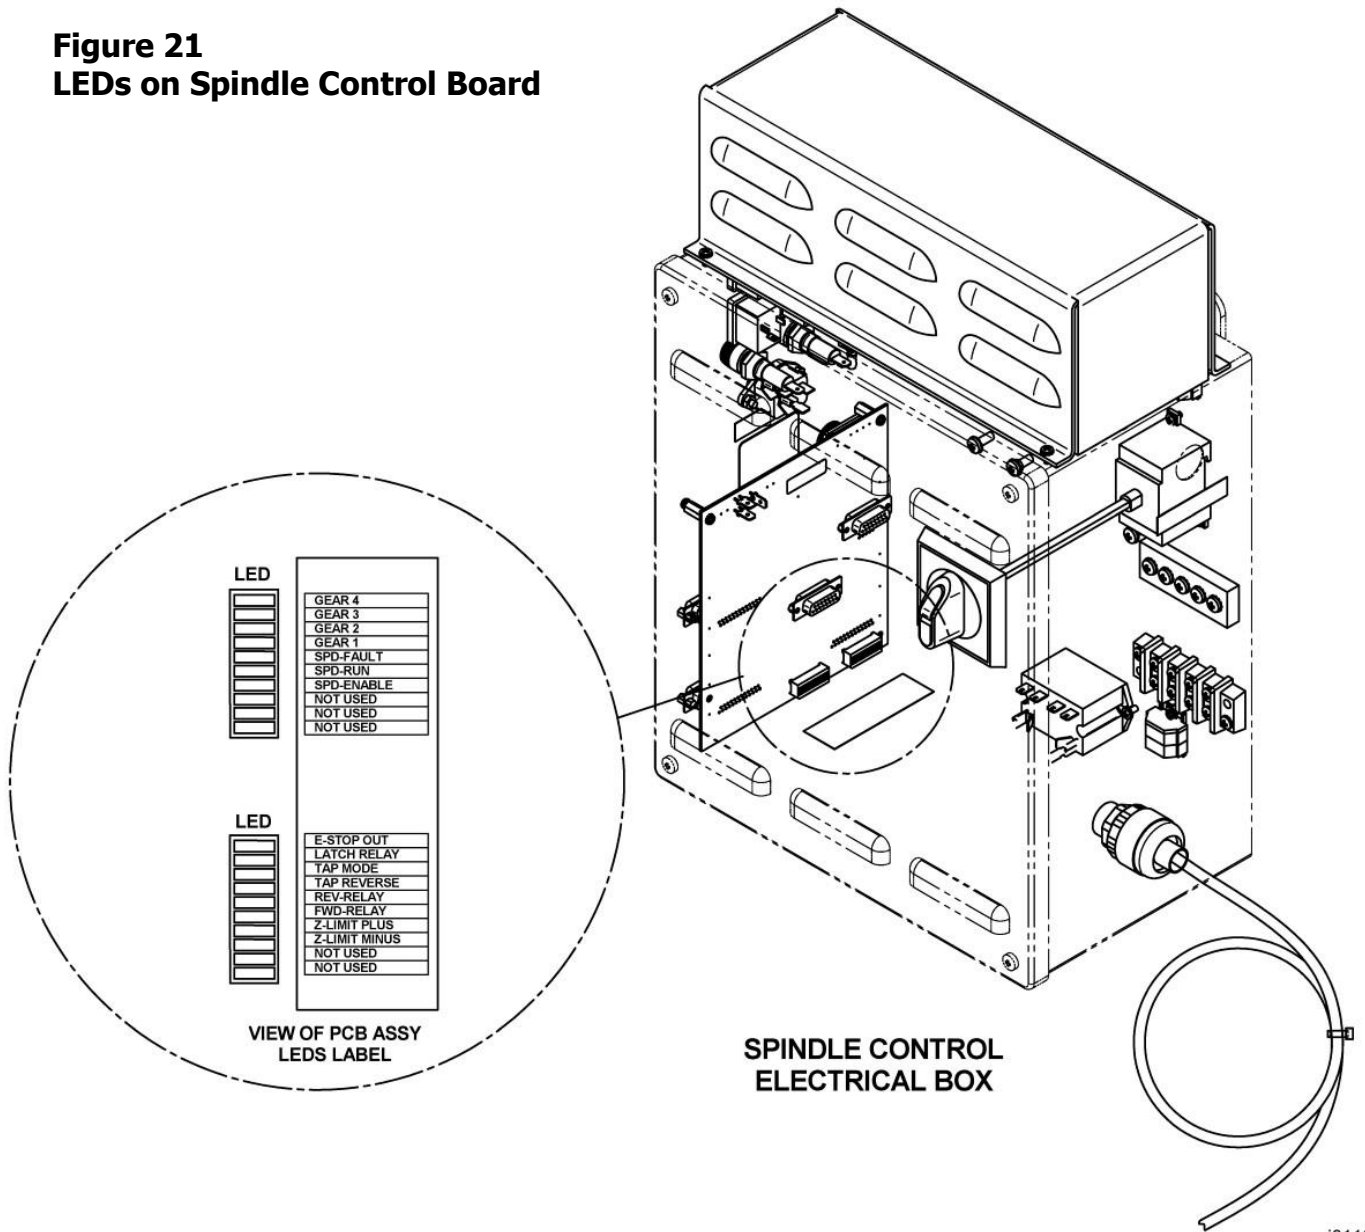 Figure 21
LEDs on Spindle Control Board
LED
GEAR 4
GEAR 3
GEAR 2
GEAR 1
SPD-FAULT
SPD-RUN
SPD-ENABLE
NOT USED
NOT USED
NOT USED
LED
E-STOP OUT
LATCH RELAY
TAP MODE
TAP REVERSE
REV-RELAY
FWD-RELAY
Z-LIMIT PLUS
Z-LIMIT MINUS
NOT USED
NOT USED
VIEW OF PCB ASSY
LEDS LABEL
SPINDLE CONTROL
ELECTRICAL BOX